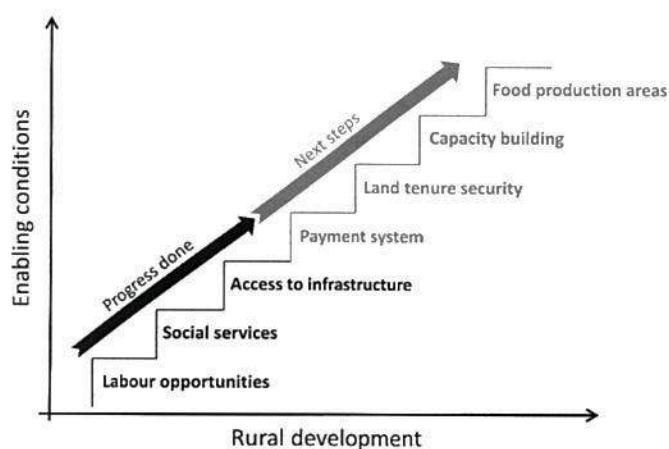 Enabling conditions
Food production areas
Next steps
Capacity building
Land tenure security
Payment system
Progress done
Access to infrastructure
Social services
Labour opportunities
Rural development